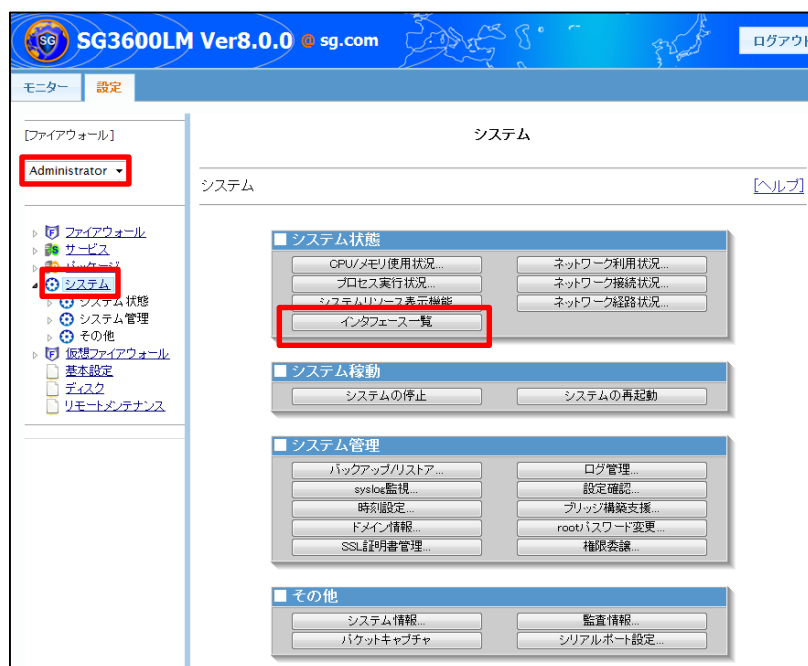 SG SG3600LM Ver8.0.0 @ sg.com ログアウト
モニター 設定
[ファイアウォール]
Administrator
ファイアウォール
サービス
パッケージ
システム
システム状態
システム管理
その他
仮想ファイアウォール
基本設定
ディスク
リモートメンテナンス
システム
システム [ヘルプ]
システム状態
CPU/メモリ使用状況... ネットワーク利用状況...
プロセス実行状況... ネットワーク接続状況...
システムリソース表示機能 ネットワーク経路状況...
インタフェース一覧
システム稼動
システムの停止 システムの再起動
システム管理
バックアップ/リストア... ログ管理...
syslog監視... 設定確認...
時刻設定... ブリッジ構築支援...
ドメイン情報... rootパスワード変更...
SSL証明書管理... 権限委譲...
その他
システム情報... 監査情報...
パケットキャプチャ シリアルポート設定...